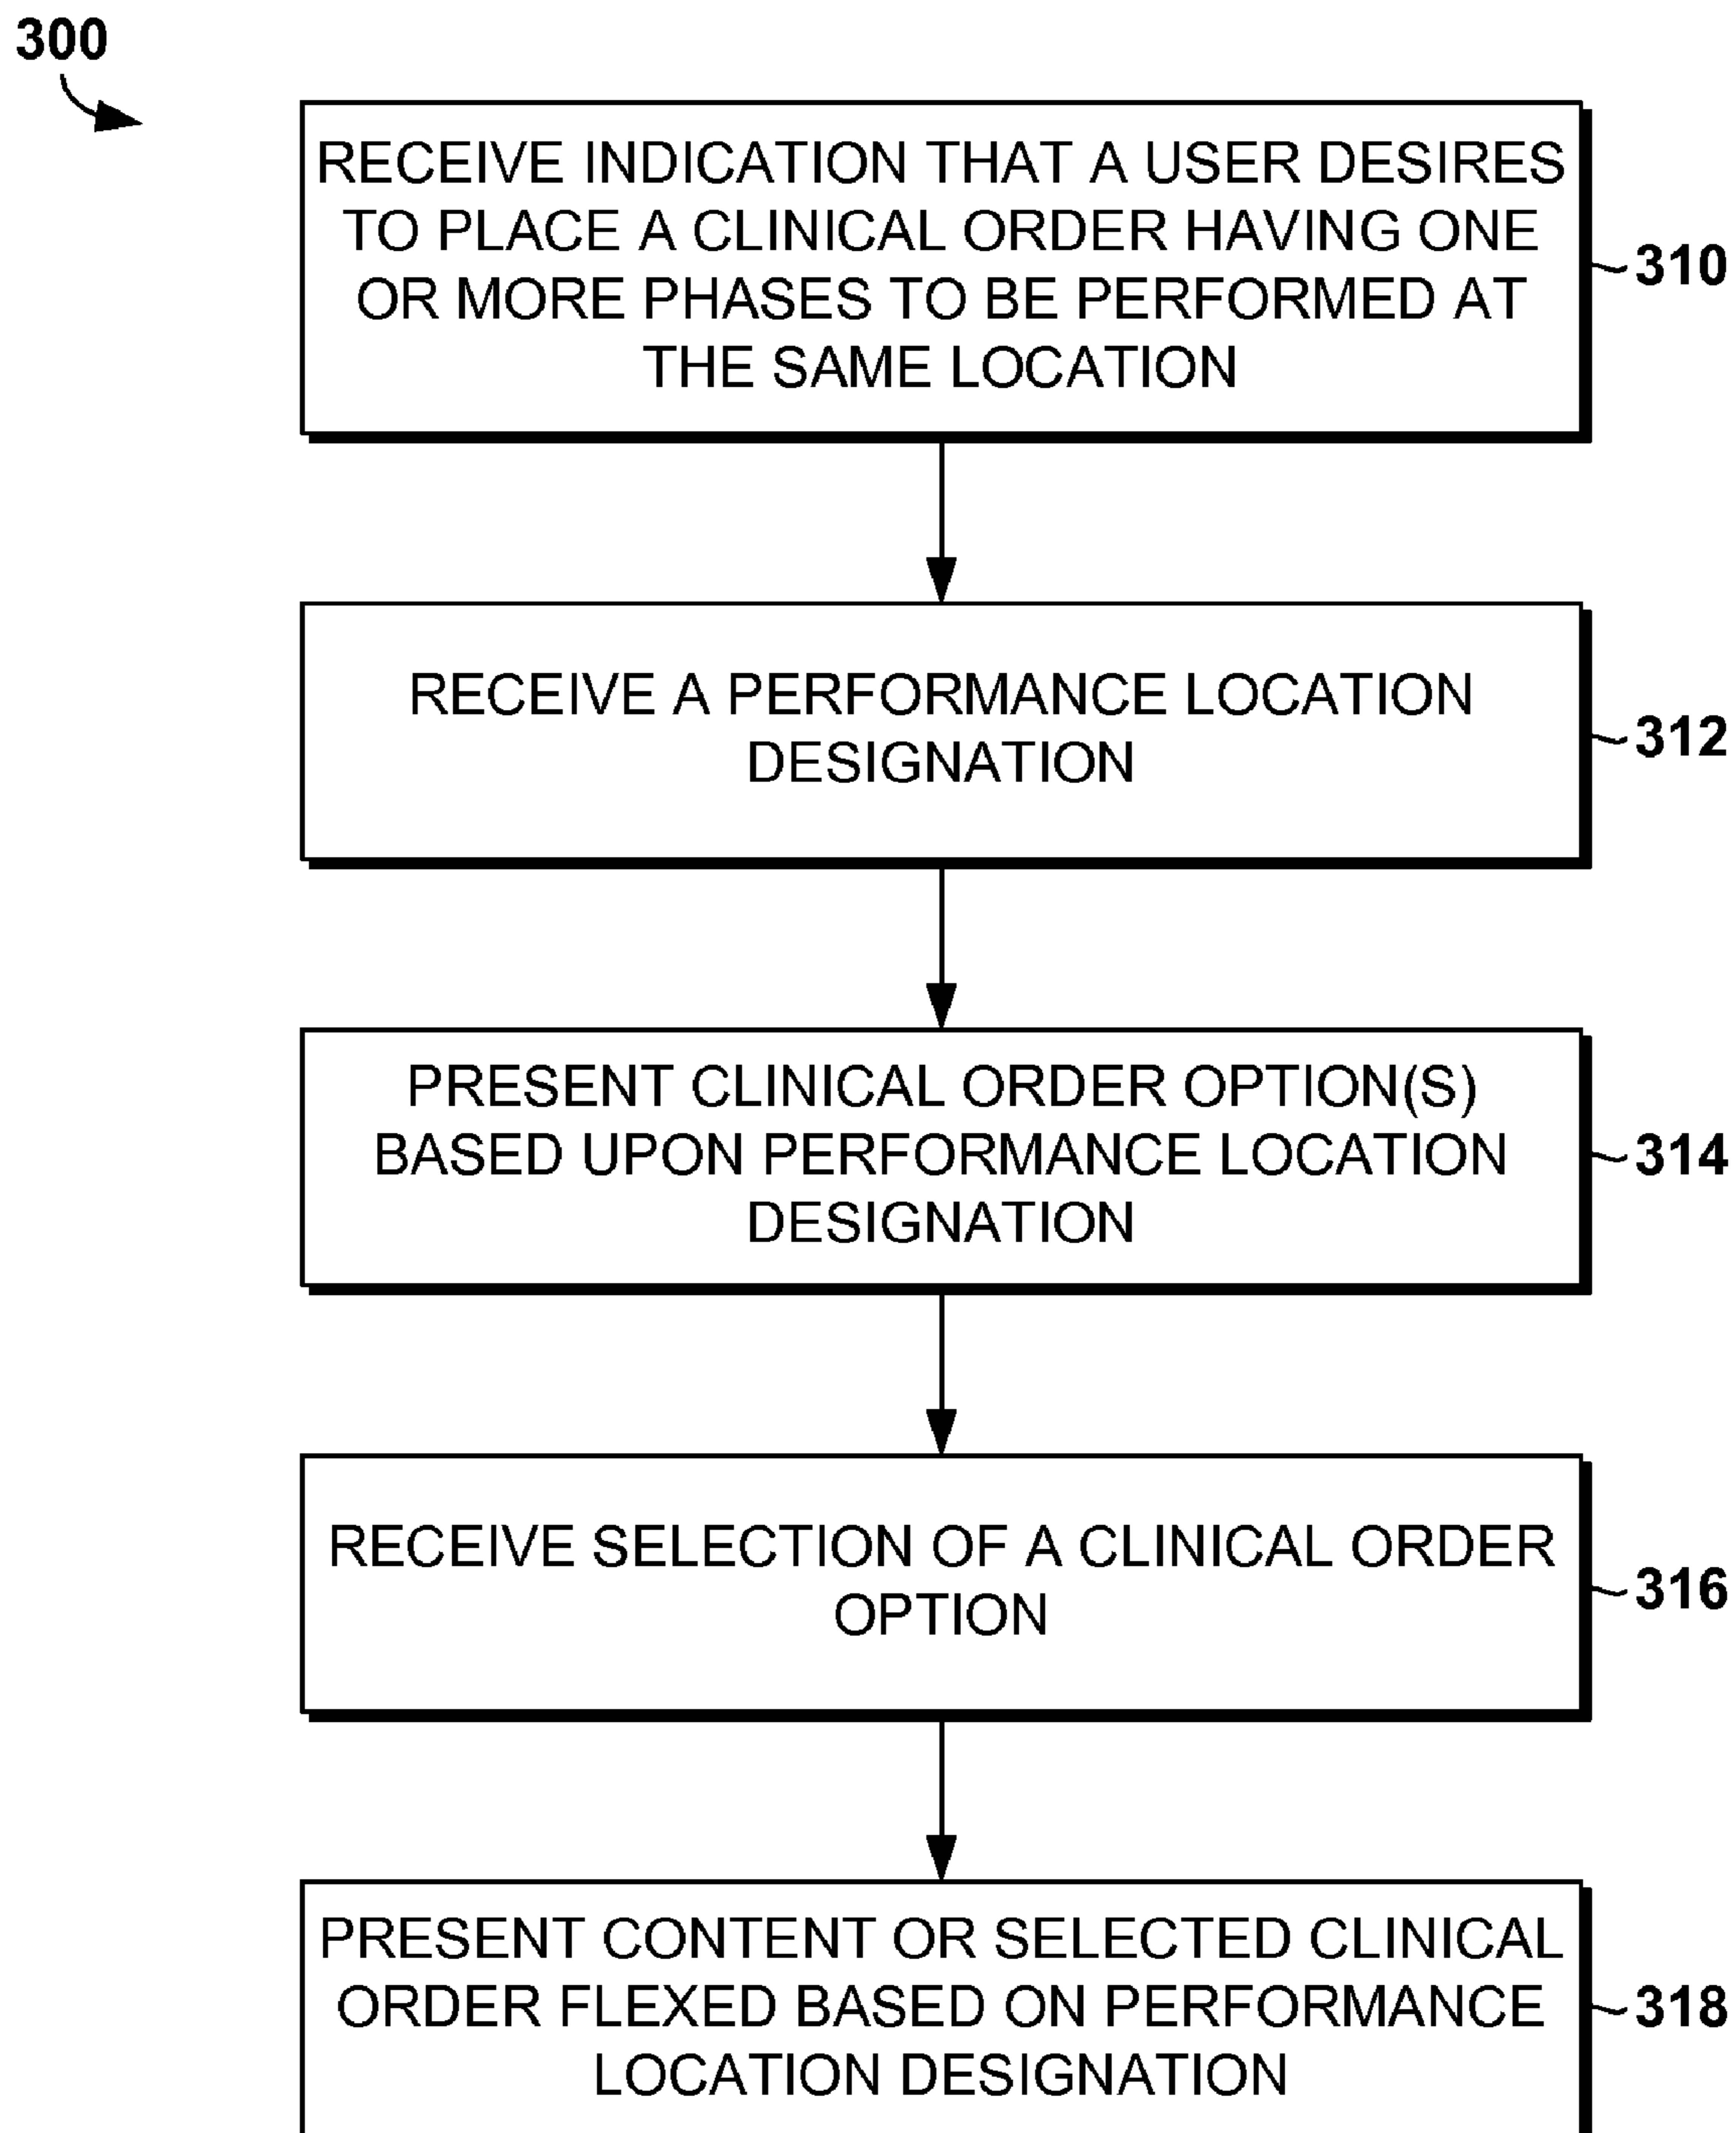 300
RECEIVE INDICATION THAT A USER DESIRES
TO PLACE A CLINICAL ORDER HAVING ONE
OR MORE PHASES TO BE PERFORMED AT
THE SAME LOCATION
310
RECEIVE A PERFORMANCE LOCATION
DESIGNATION
312
PRESENT CLINICAL ORDER OPTION(S)
BASED UPON PERFORMANCE LOCATION
DESIGNATION
314
RECEIVE SELECTION OF A CLINICAL ORDER
OPTION
316
PRESENT CONTENT OR SELECTED CLINICAL
ORDER FLEXED BASED ON PERFORMANCE
LOCATION DESIGNATION
318